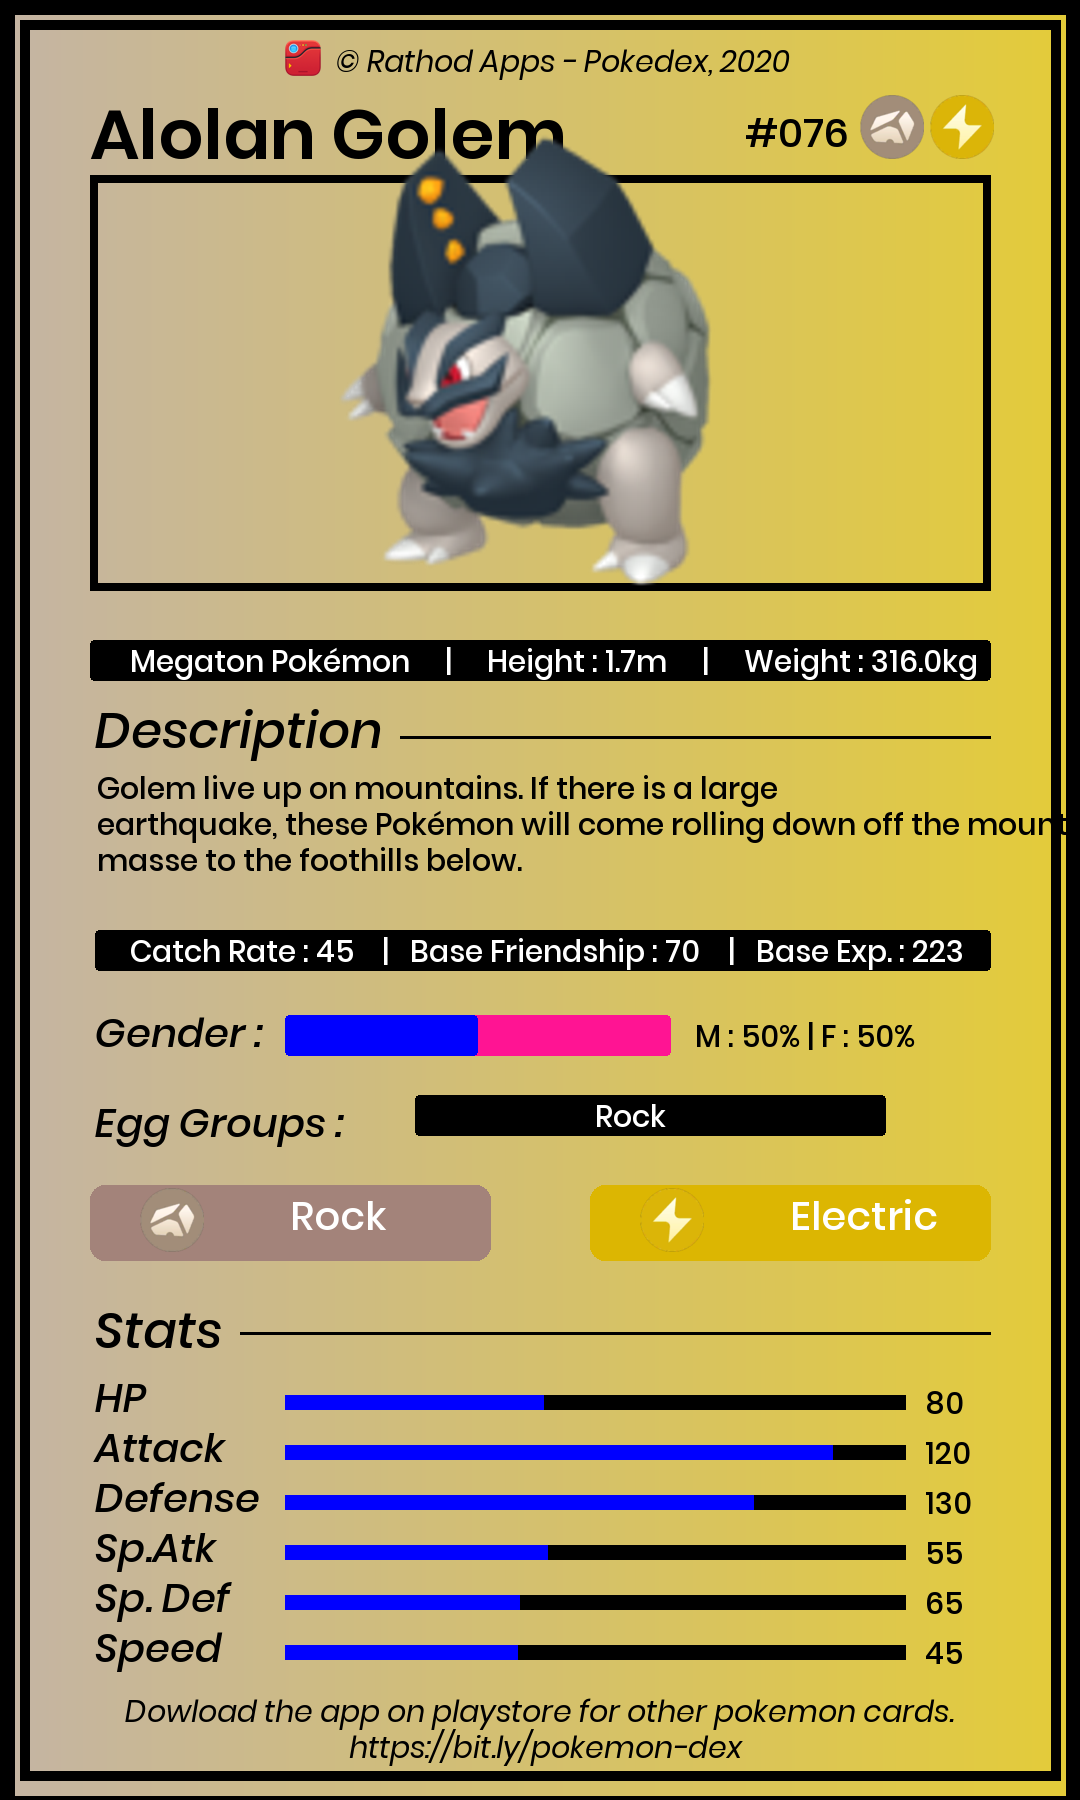 © Rathod Apps - Pokedex, 2020
Alolan Golem #076
Megaton Pokémon | Height : 1.7m | Weight : 316.0kg
Description
Golem live up on mountains. If there is a large
earthquake, these Pokémon will come rolling down off the mount
masse to the foothills below.
Catch Rate : 45 | Base Friendship : 70 | Base Exp. : 223
Gender : M : 50% | F : 50%
Egg Groups : Rock
Rock Electric
Stats
HP 80
Attack 120
Defense 130
Sp.Atk 55
Sp. Def 65
Speed 45
Dowload the app on playstore for other pokemon cards.
https://bit.ly/pokemon-dex